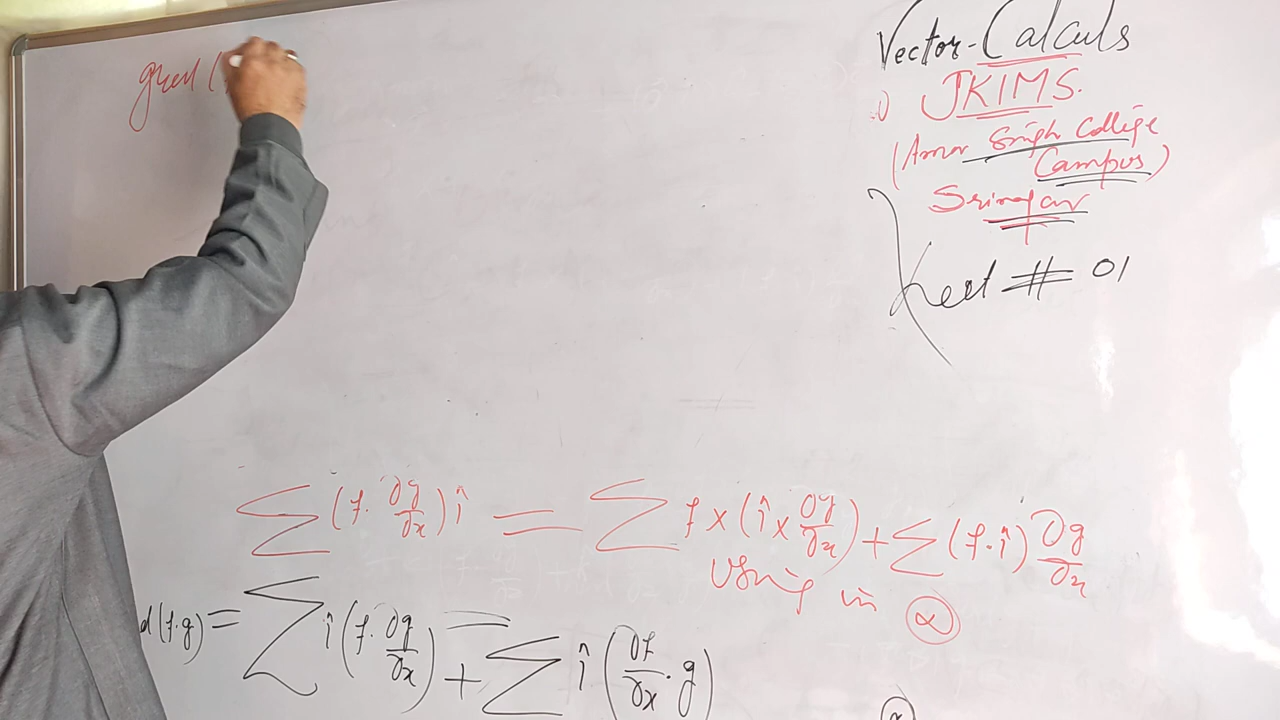 grad (
Vector-Calculs
JKIMS.
(Amar Singh College
Campus)
Srinagar
Lect # 01
∑ (f. ∂g/∂x) î = ∑ f × (î × ∂g/∂x) + ∑ (f. î) ∂g/∂x
Using in (α)
d(f.g) = ∑ î (f. ∂g/∂x) + ∑ î (∂f/∂x . g)
(α)